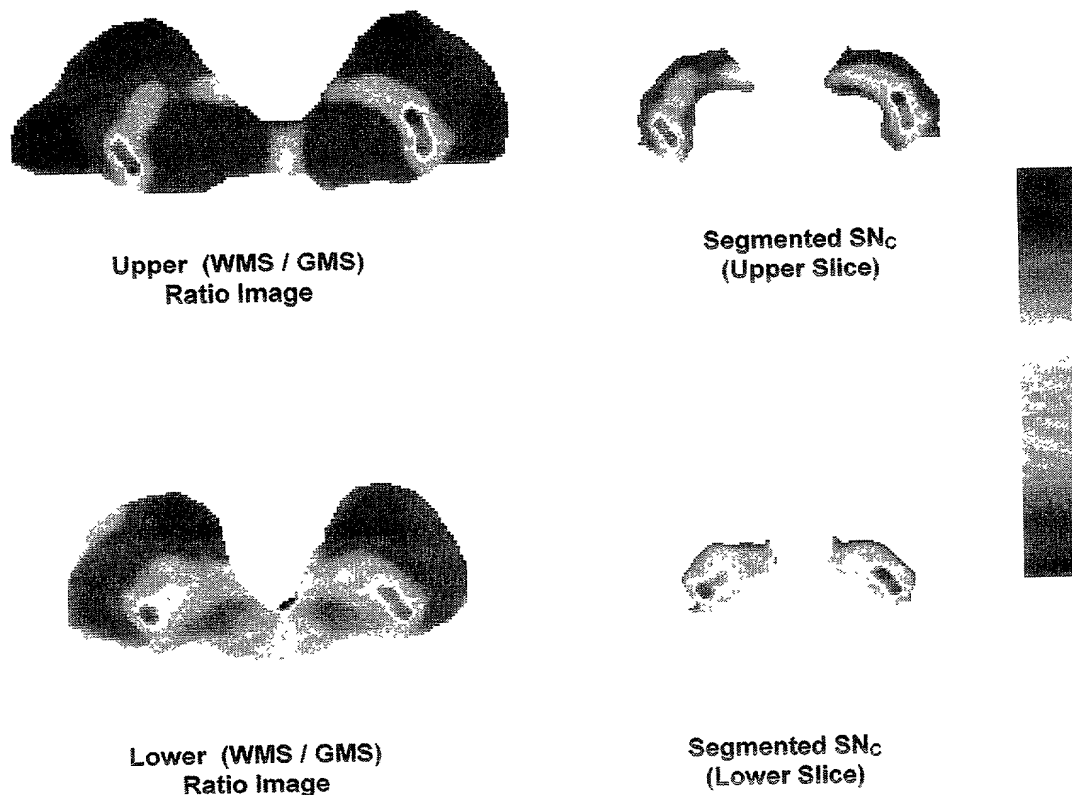 Upper (WMS / GMS)
Ratio Image
Segmented SNC
(Upper Slice)
Lower (WMS / GMS)
Ratio Image
Segmented SNC
(Lower Slice)